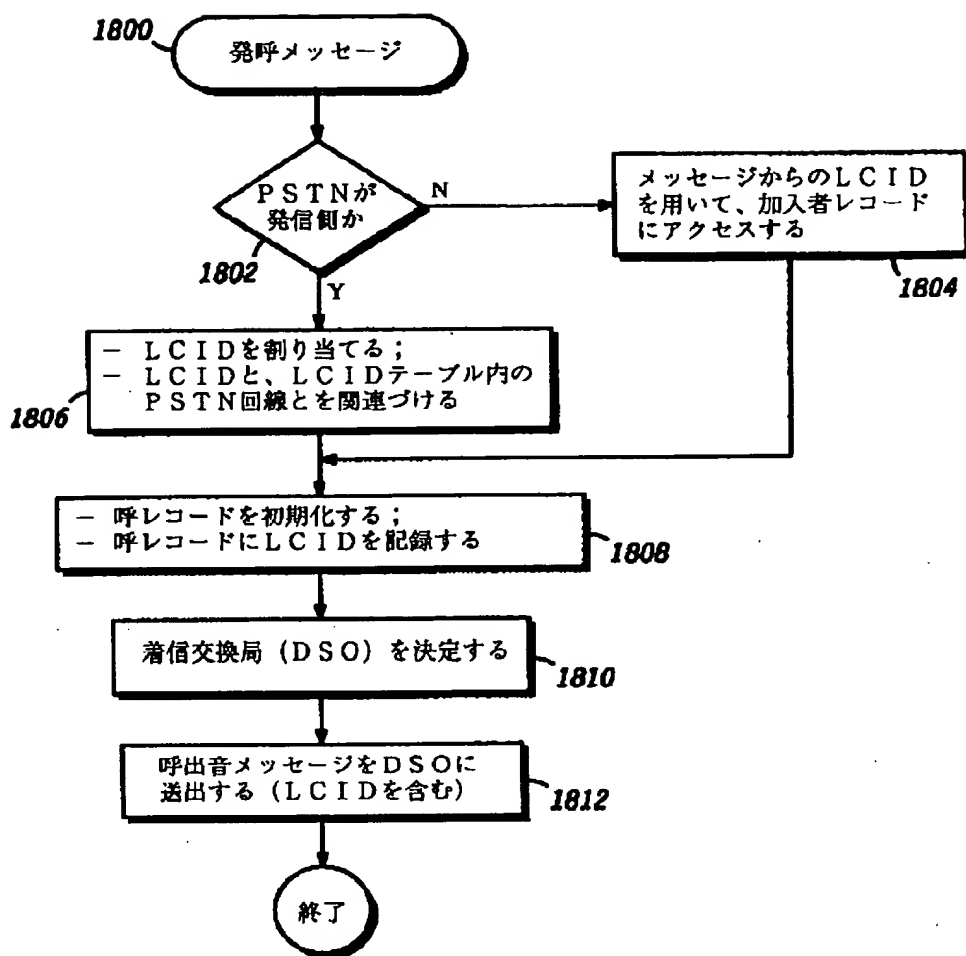 1800
発呼メッセージ
PSTNが
発信側か
N
1802
Y
メッセージからのLCID
を用いて、加入者レコード
にアクセスする
1804
- LCIDを割り当てる;
- LCIDと、LCIDテーブル内の
PSTN回線とを関連づける
1806
- 呼レコードを初期化する;
- 呼レコードにLCIDを記録する
1808
着信交換局(DSO)を決定する
1810
呼出音メッセージをDSOに
送出する(LCIDを含む)
1812
終了